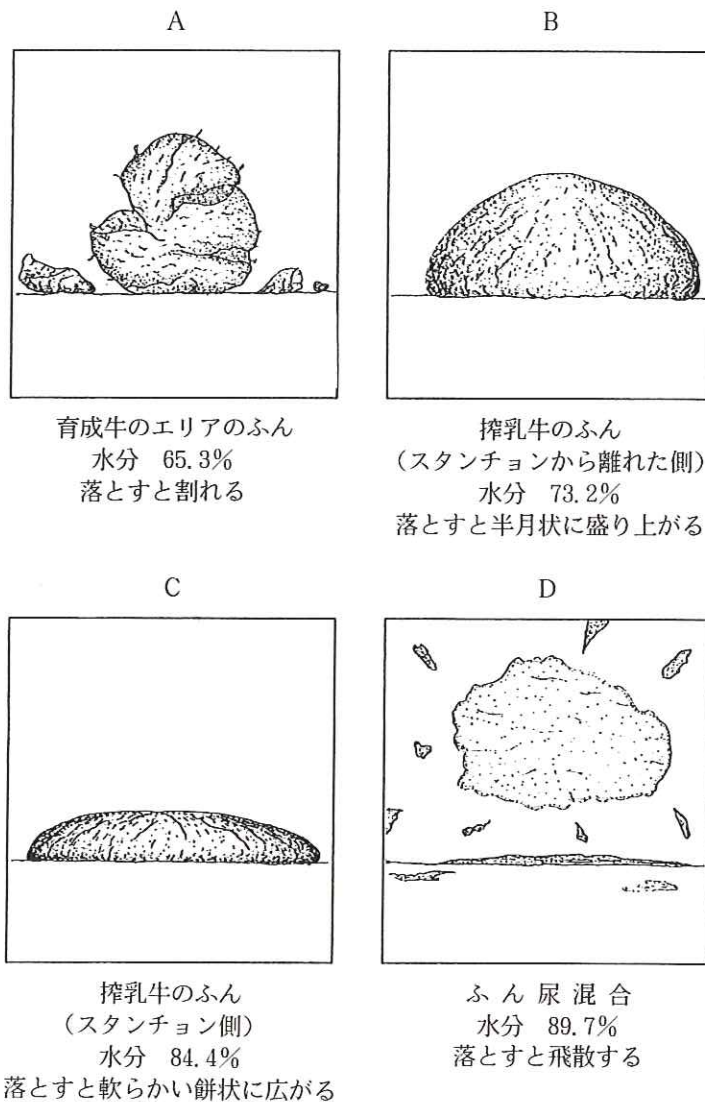 A
育成牛のエリアのふん
水分 65.3%
落とすと割れる
B
搾乳牛のふん
(スタンチョンから離れた側)
水分 73.2%
落とすと半月状に盛り上がる
C
搾乳牛のふん
(スタンチョン側)
水分 84.4%
落とすと軟らかい餅状に広がる
D
ふん尿混合
水分 89.7%
落とすと飛散する